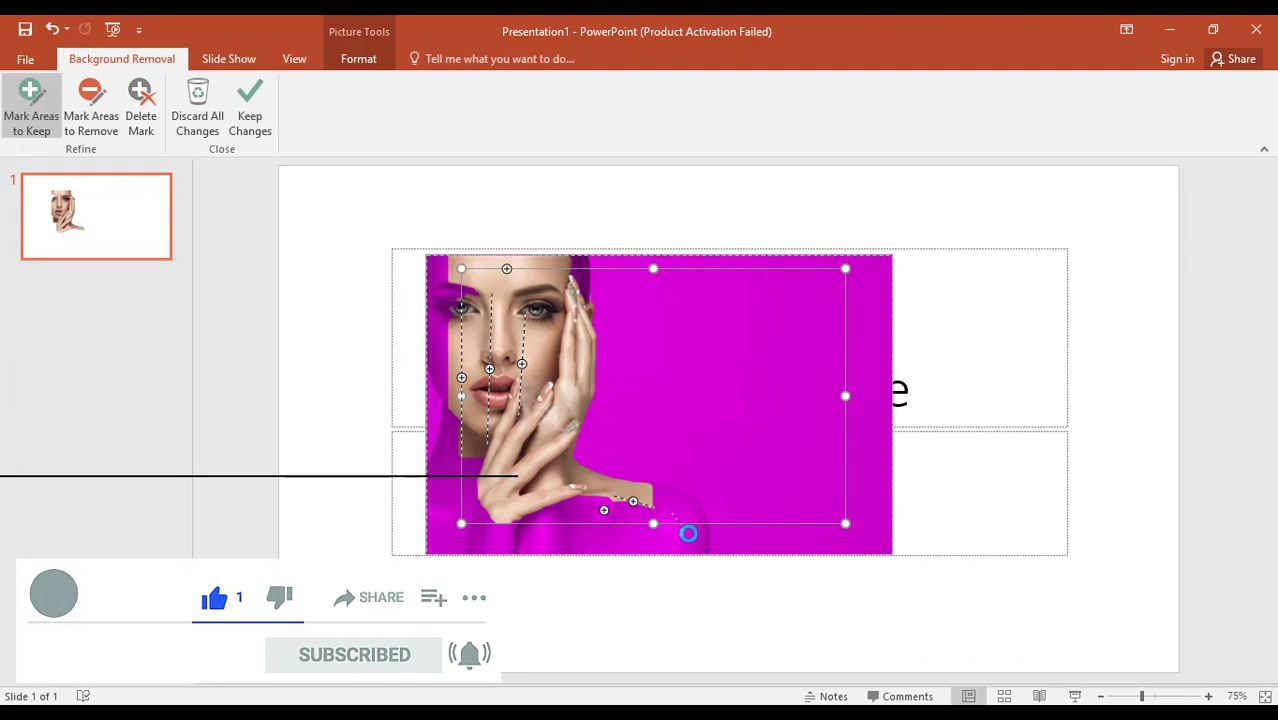 Picture Tools
Presentation1 - PowerPoint (Product Activation Failed)
File
Background Removal
Slide Show
View
Format
Tell me what you want to do...
Sign in
Share
Mark Areas to Keep
Mark Areas to Remove
Delete Mark
Discard All Changes
Keep Changes
Refine
Close
1
e
1
SHARE
SUBSCRIBED
Slide 1 of 1
Notes
Comments
75%